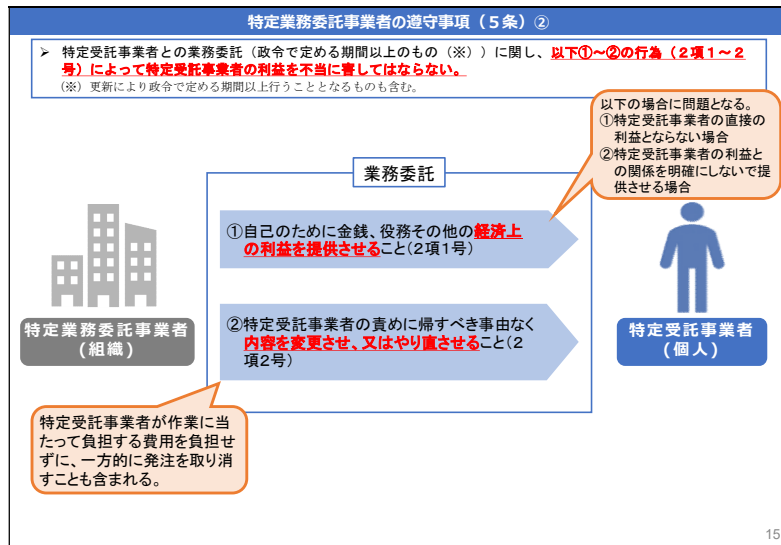 特定業務委託事業者の遵守事項（５条）②
➢ 特定受託事業者との業務委託（政令で定める期間以上のもの（※））に関し、以下①～②の行為（２項１～２
号）によって特定受託事業者の利益を不当に害してはならない。
（※）更新により政令で定める期間以上行うこととなるものも含む。
以下の場合に問題となる。
①特定受託事業者の直接の
利益とならない場合
②特定受託事業者の利益と
の関係を明確にしないで提
供させる場合
業務委託
①自己のために金銭、役務その他の経済上
の利益を提供させること（２項１号）
特定業務委託事業者
（組織）
特定受託事業者
（個人）
②特定受託事業者の責めに帰すべき事由なく
内容を変更させ、又はやり直させること（２
項２号）
特定受託事業者が作業に当
たって負担する費用を負担せ
ずに、一方的に発注を取り消
すことも含まれる。
15